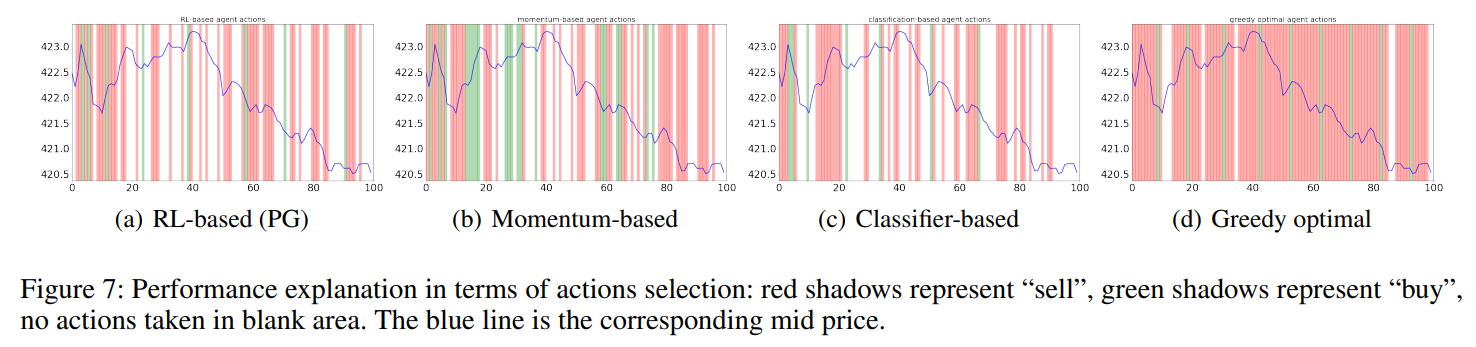 RL-based agent actions
momentum-based agent actions
classification-based agent actions
greedy optimal agent actions
423.0
422.5
422.0
421.5
421.0
420.5
0 20 40 60 80 100
423.0
422.5
422.0
421.5
421.0
420.5
0 20 40 60 80 100
423.0
422.5
422.0
421.5
421.0
420.5
0 20 40 60 80 100
423.0
422.5
422.0
421.5
421.0
420.5
0 20 40 60 80 100
(a) RL-based (PG)
(b) Momentum-based
(c) Classifier-based
(d) Greedy optimal
Figure 7: Performance explanation in terms of actions selection: red shadows represent “sell”, green shadows represent “buy”,
no actions taken in blank area. The blue line is the corresponding mid price.